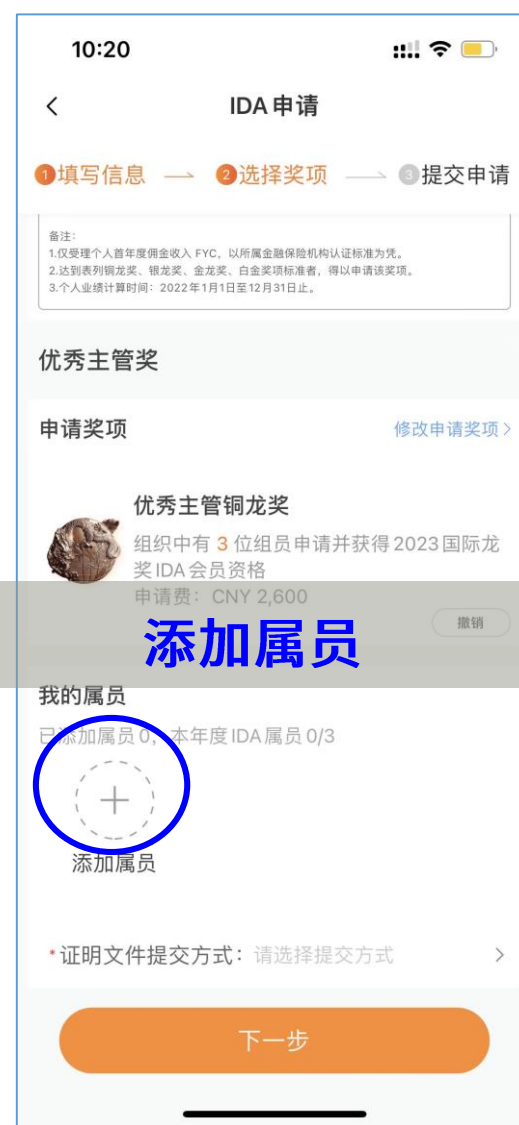 10:20
IDA 申请
1 填写信息 → 2 选择奖项 → 3 提交申请
备注:
1.仅受理个人首年度佣金收入 FYC，以所属金融保险机构认证标准为凭。
2.达到表列铜龙奖、银龙奖、金龙奖、白金奖项标准者，得以申请该奖项。
3.个人业绩计算时间：2022年1月1日至12月31日止。
优秀主管奖
申请奖项
修改申请奖项 >
优秀主管铜龙奖
组织中有 3 位组员申请并获得 2023 国际龙
奖 IDA 会员资格
申请费：CNY 2,600
撤销
添加属员
我的属员
已添加属员 0，本年度 IDA 属员 0/3
添加属员
*证明文件提交方式：请选择提交方式 >
下一步